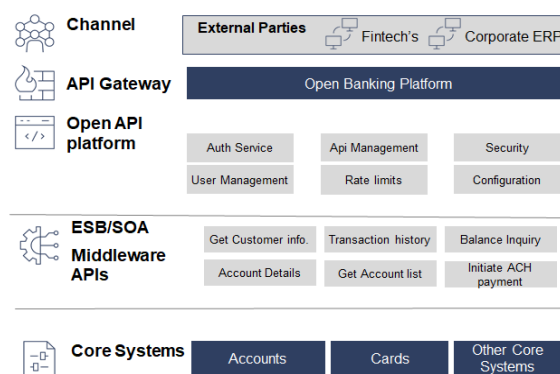 Channel
External Parties
Fintech's
Corporate ERP
API Gateway
Open Banking Platform
Open API
platform
</>
Auth Service
Api Management
Security
User Management
Rate limits
Configuration
ESB/SOA
Middleware
APIs
Get Customer info.
Transaction history
Balance Inquiry
Account Details
Get Account list
Initiate ACH
payment
Core Systems
Accounts
Cards
Other Core
Systems